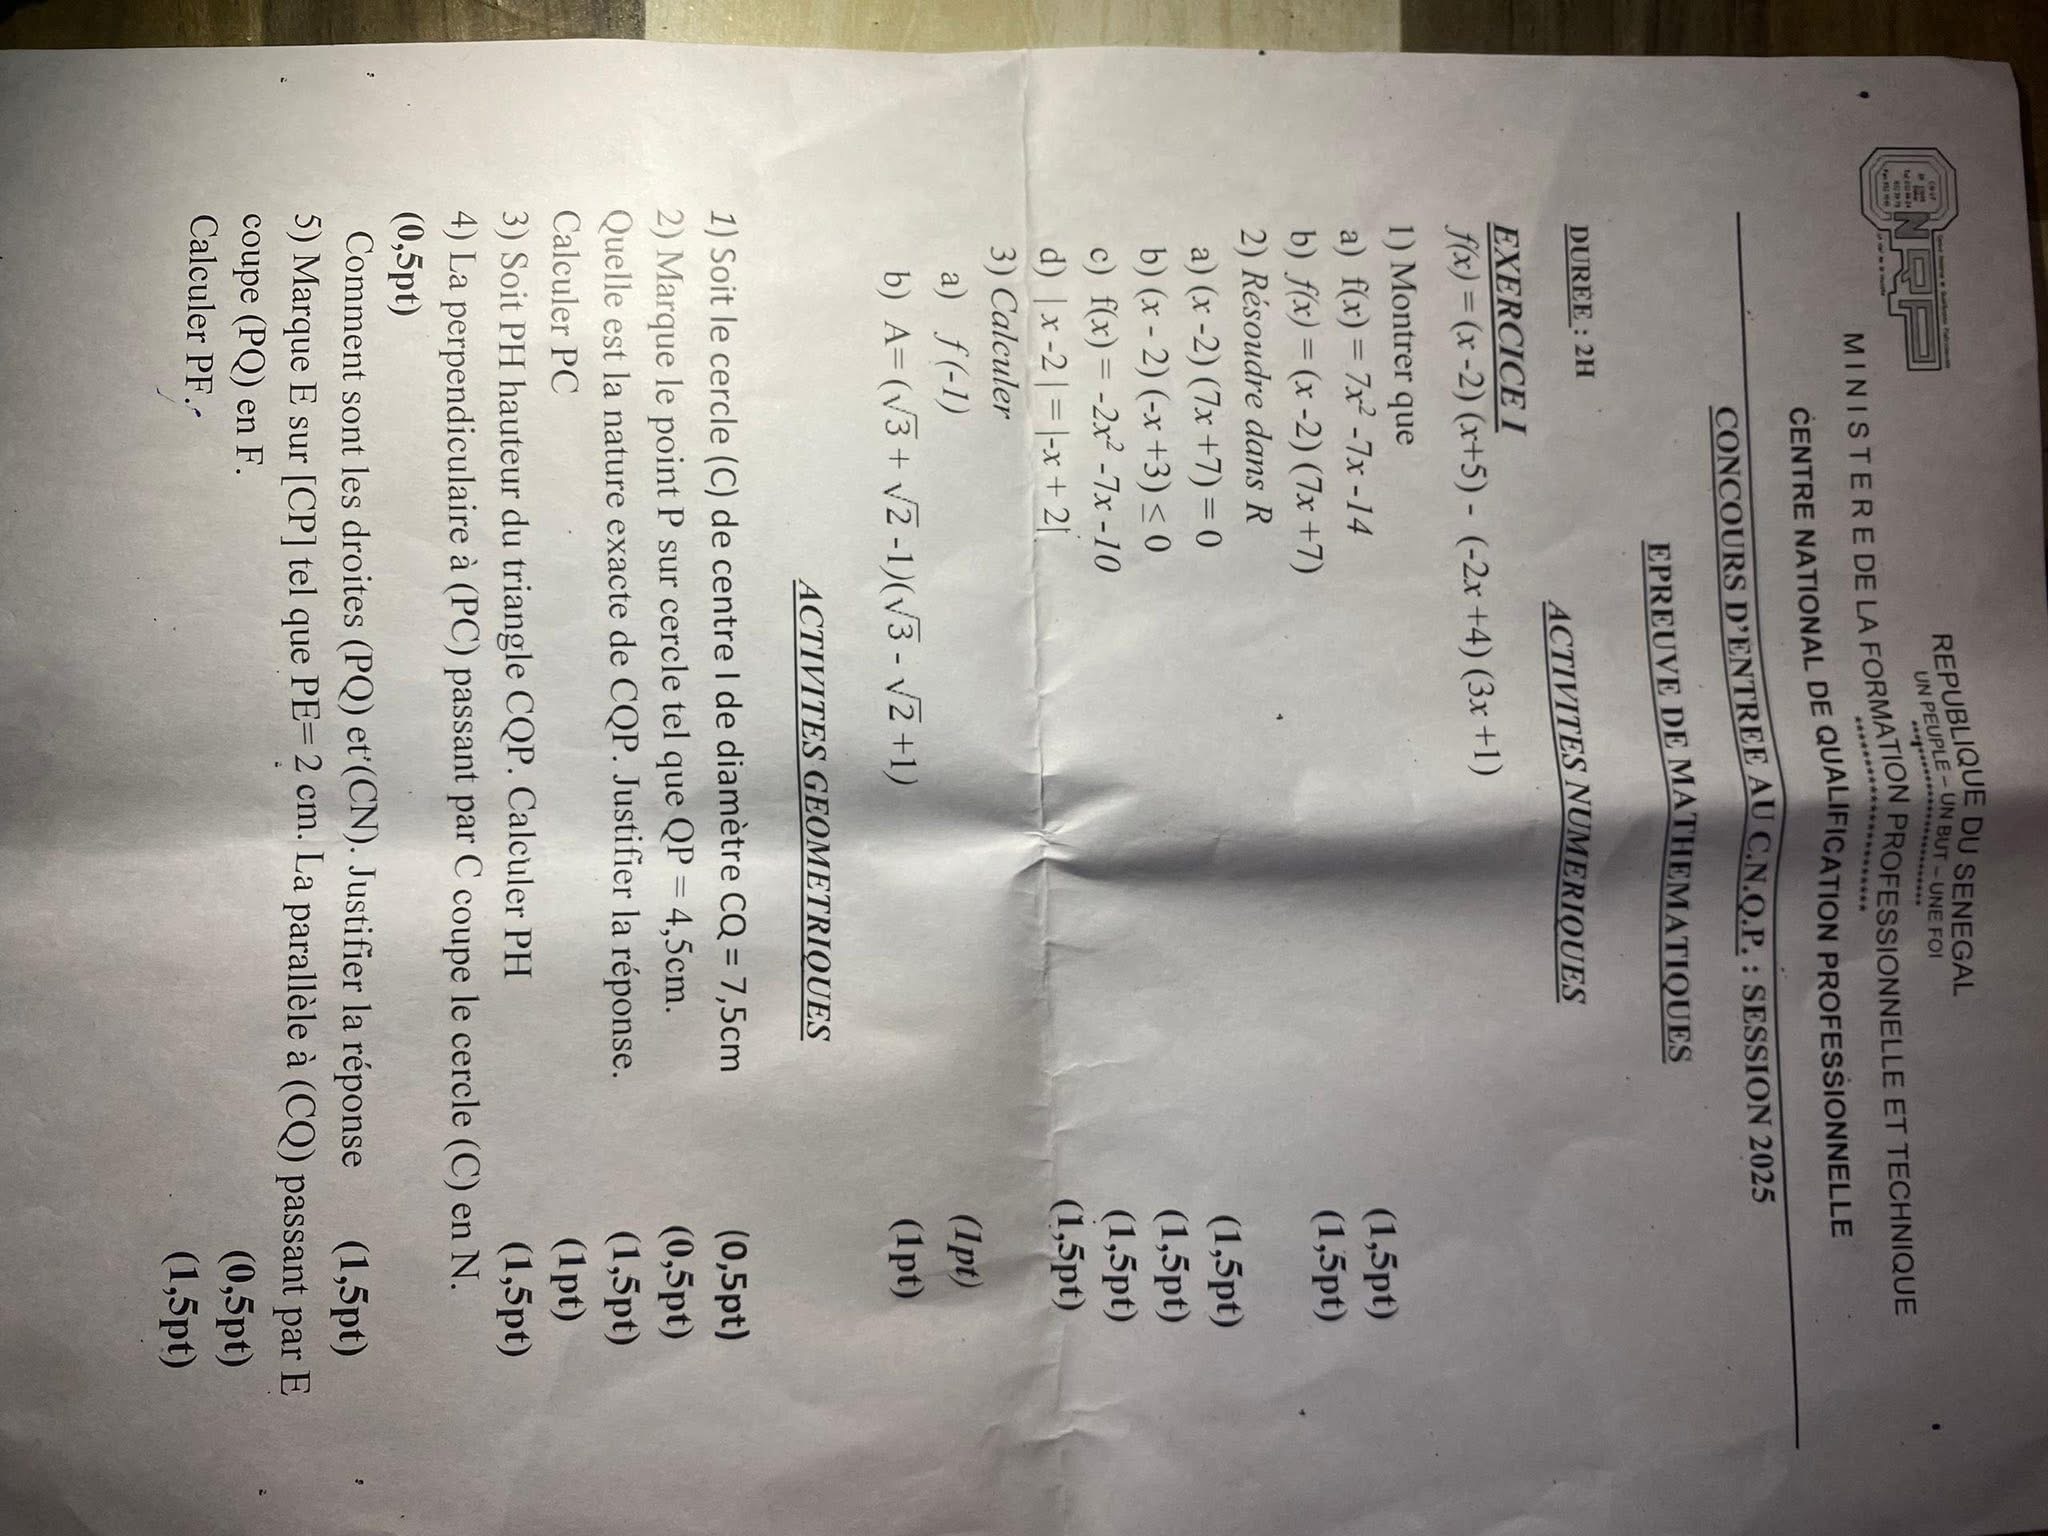 REPUBLIQUE DU SENEGAL
UN PEUPLE – UN BUT – UNE FOI
MINISTERE DE LA FORMATION PROFESSIONNELLE ET TECHNIQUE
CENTRE NATIONAL DE QUALIFICATION PROFESSIONNELLE
CONCOURS D'ENTREE AU C.N.Q.P. : SESSION 2025
EPREUVE DE MATHEMATIQUES
DUREE : 2H
ACTIVITES NUMERIQUES
EXERCICE I
f(x) = (x -2) (x+5) - (-2x +4) (3x +1)
1) Montrer que
a) f(x) = 7x² -7x -14 (1,5pt)
b) f(x) = (x -2) (7x +7) (1,5pt)
2) Résoudre dans R
a) (x -2) (7x +7) = 0 (1,5pt)
b) (x - 2) (-x +3) ≤ 0 (1,5pt)
c) f(x) = -2x² -7x -10 (1,5pt)
d) | x -2 | = |-x + 2| (1,5pt)
3) Calculer
a) f (-1) (1pt)
b) A= (√3 + √2 -1)(√3 - √2 +1) (1pt)
ACTIVITES GEOMETRIQUES
1) Soit le cercle (C) de centre I de diamètre CQ = 7,5cm (0,5pt)
2) Marque le point P sur cercle tel que QP = 4,5cm. (0,5pt)
Quelle est la nature exacte de CQP. Justifier la réponse. (1,5pt)
Calculer PC (1pt)
3) Soit PH hauteur du triangle CQP. Calculer PH (1,5pt)
4) La perpendiculaire à (PC) passant par C coupe le cercle (C) en N.
(0,5pt)
Comment sont les droites (PQ) et (CN). Justifier la réponse (1,5pt)
5) Marque E sur [CP] tel que PE= 2 cm. La parallèle à (CQ) passant par E
coupe (PQ) en F. (0,5pt)
Calculer PF. (1,5pt)